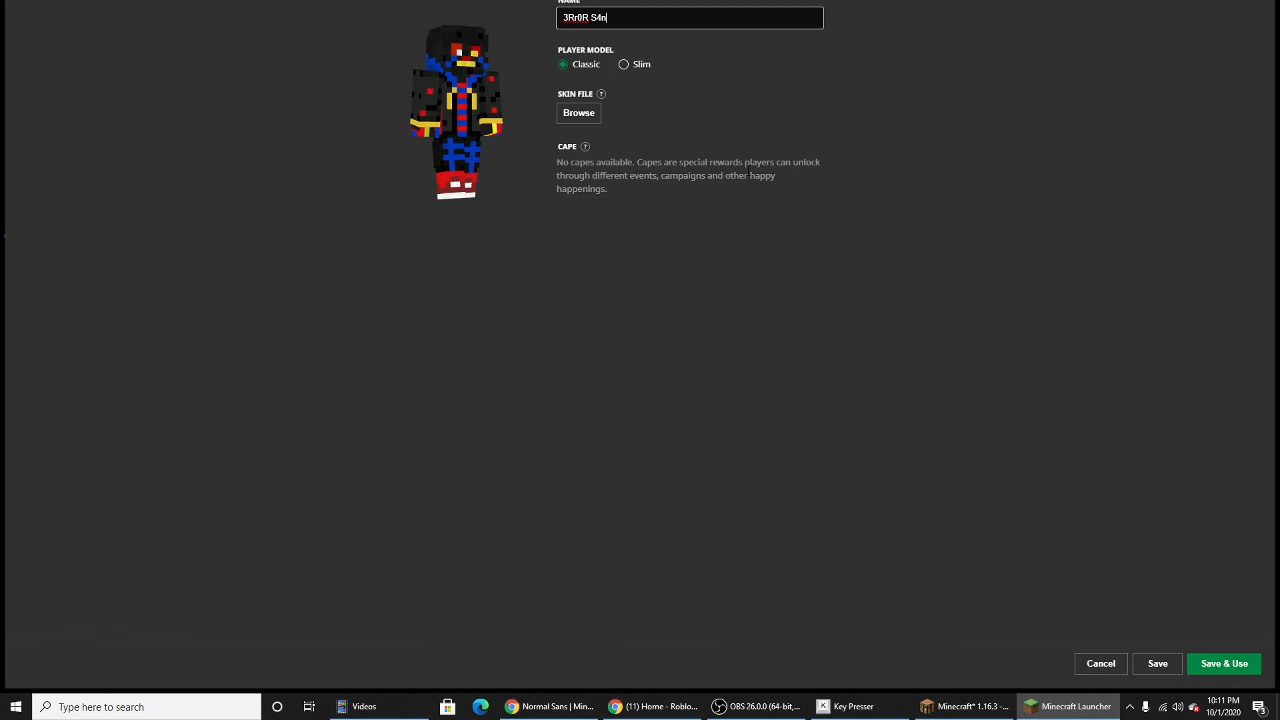 NAME
3Rr0R S4n
PLAYER MODEL
Classic Slim
SKIN FILE ?
Browse
CAPE ?
No capes available. Capes are special rewards players can unlock
through different events, campaigns and other happy
happenings.
Cancel Save Save & Use
Type here to search
Videos
Normal Sans | Min...
(11) Home - Roblo...
OBS 26.0.0 (64-bit,...
K Key Presser
Minecraft* 1.16.3 - ...
Minecraft Launcher
10:11 PM
10/1/2020